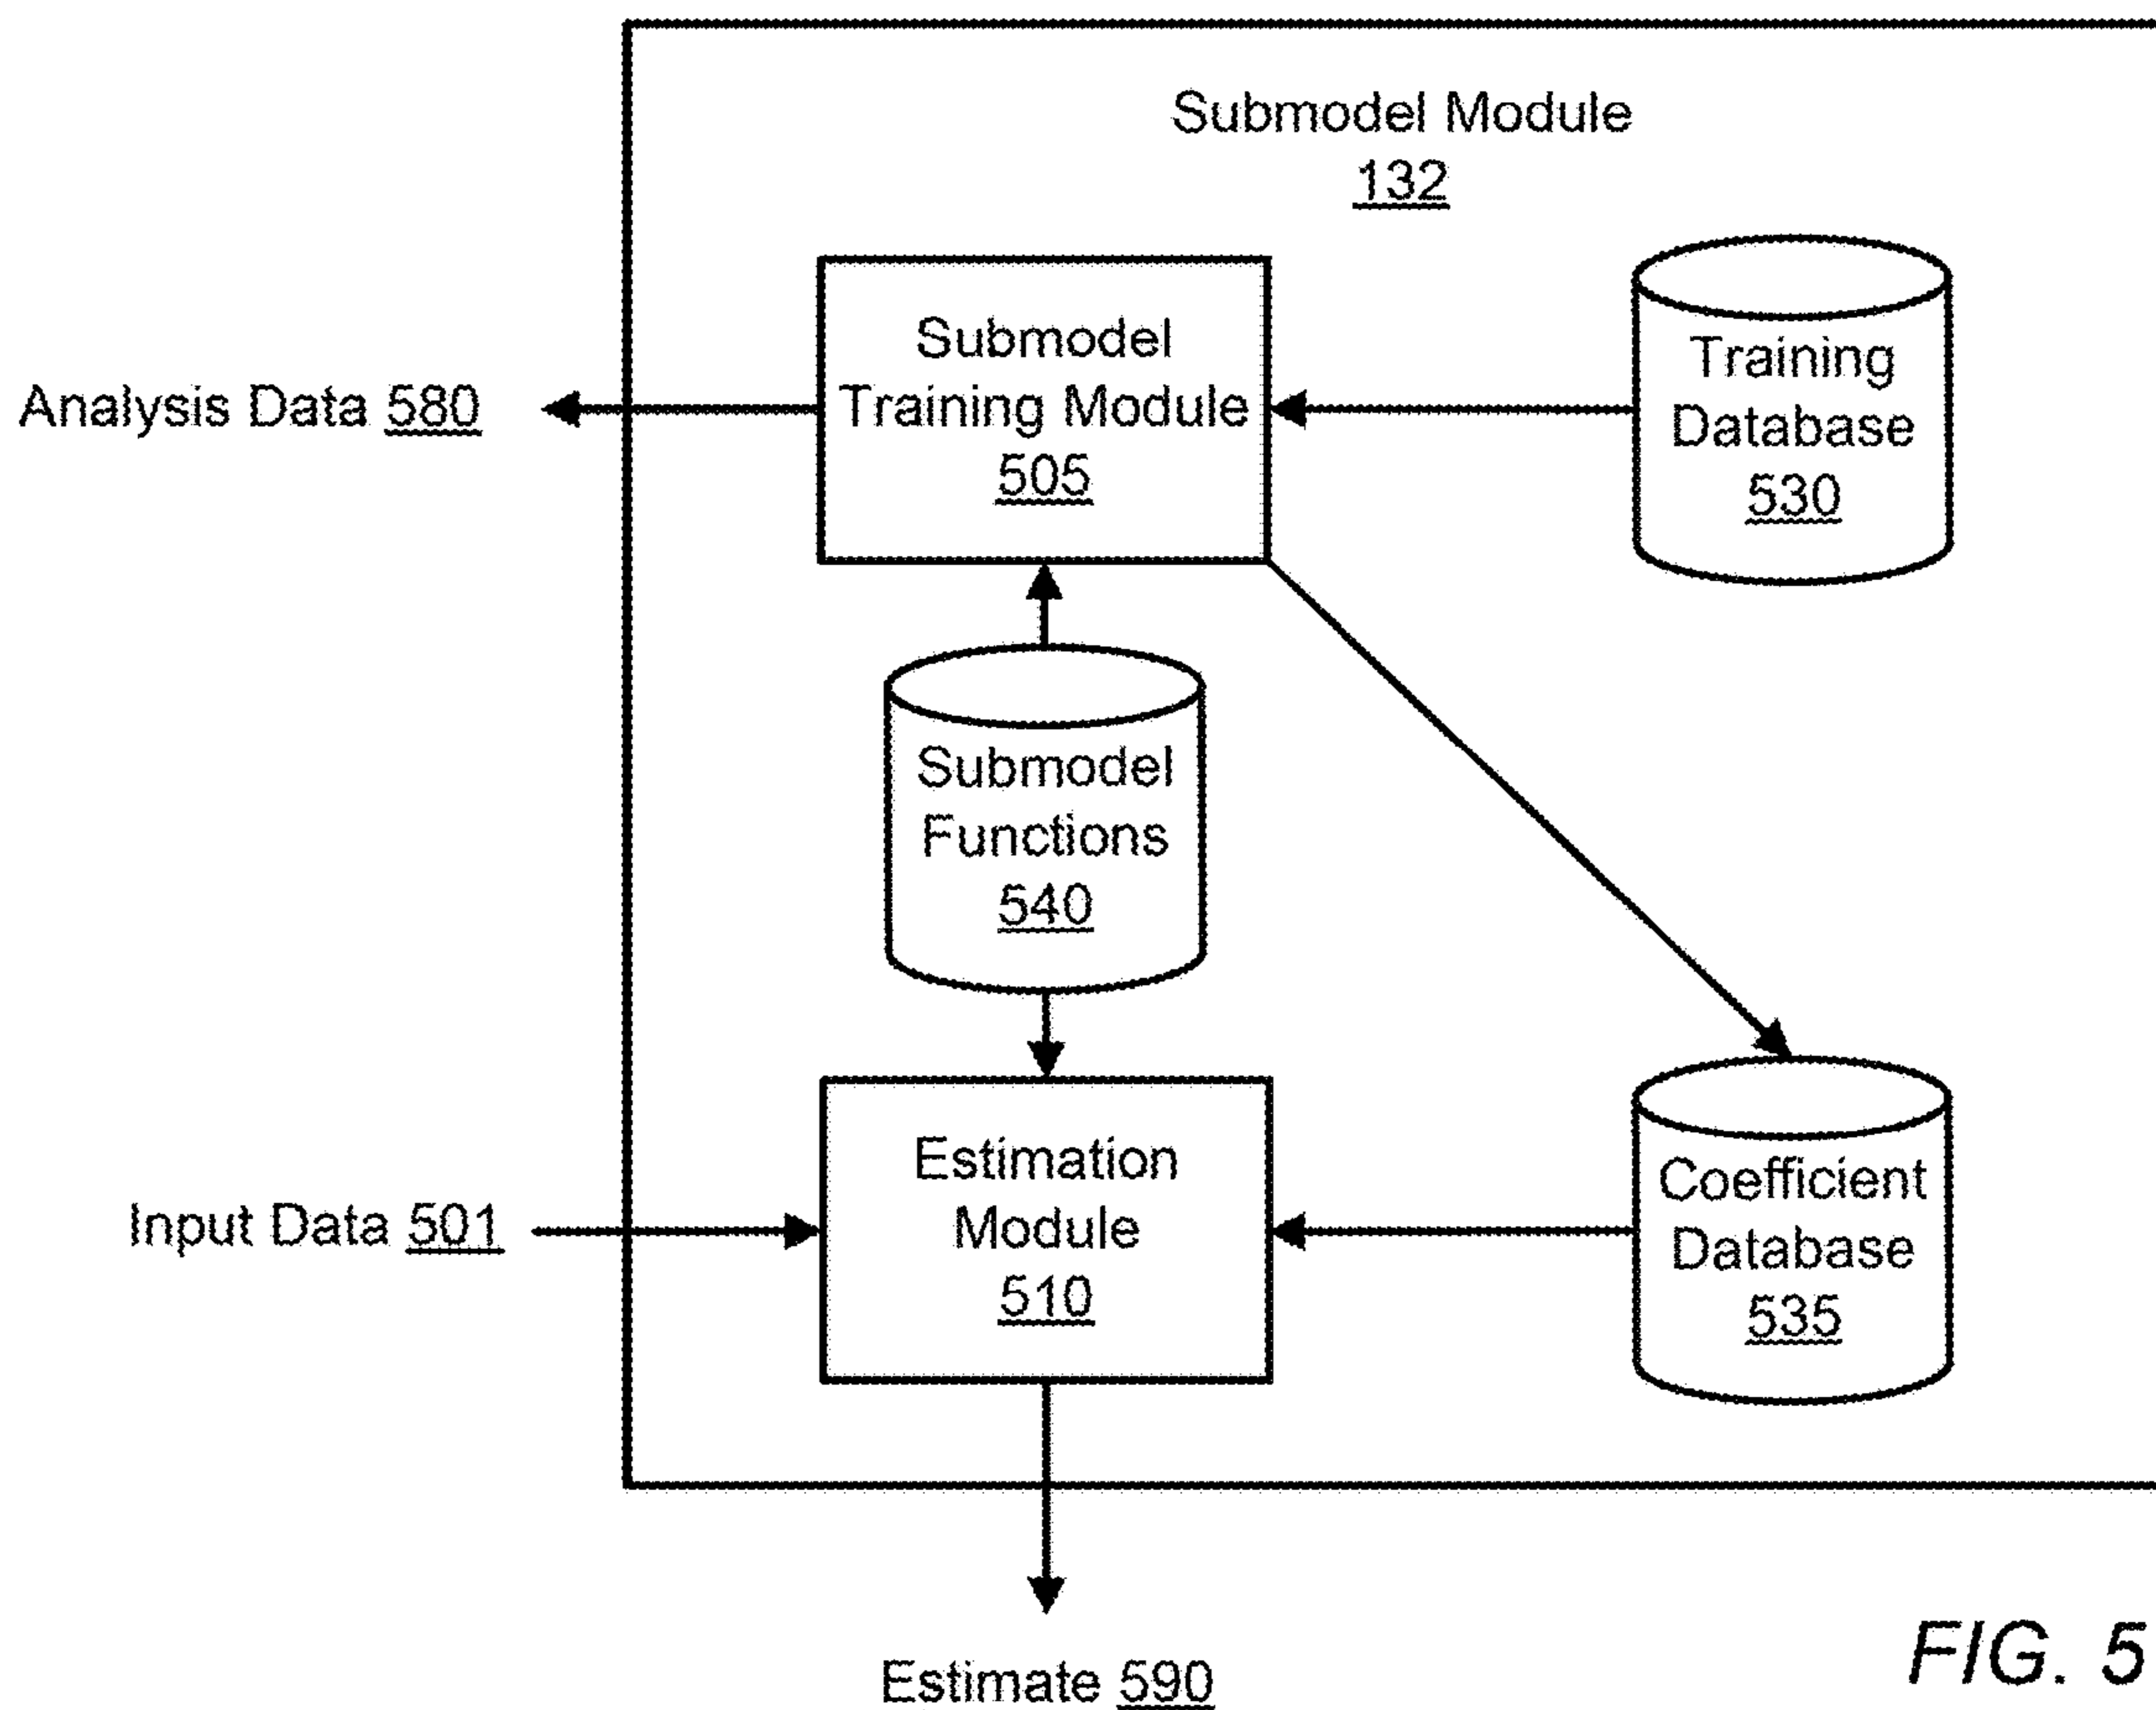 Submodel Module
132
Submodel
Training Module
505
Training
Database
530
Analysis Data 580
Submodel
Functions
540
Estimation
Module
510
Coefficient
Database
535
Input Data 501
Estimate 590
FIG. 5